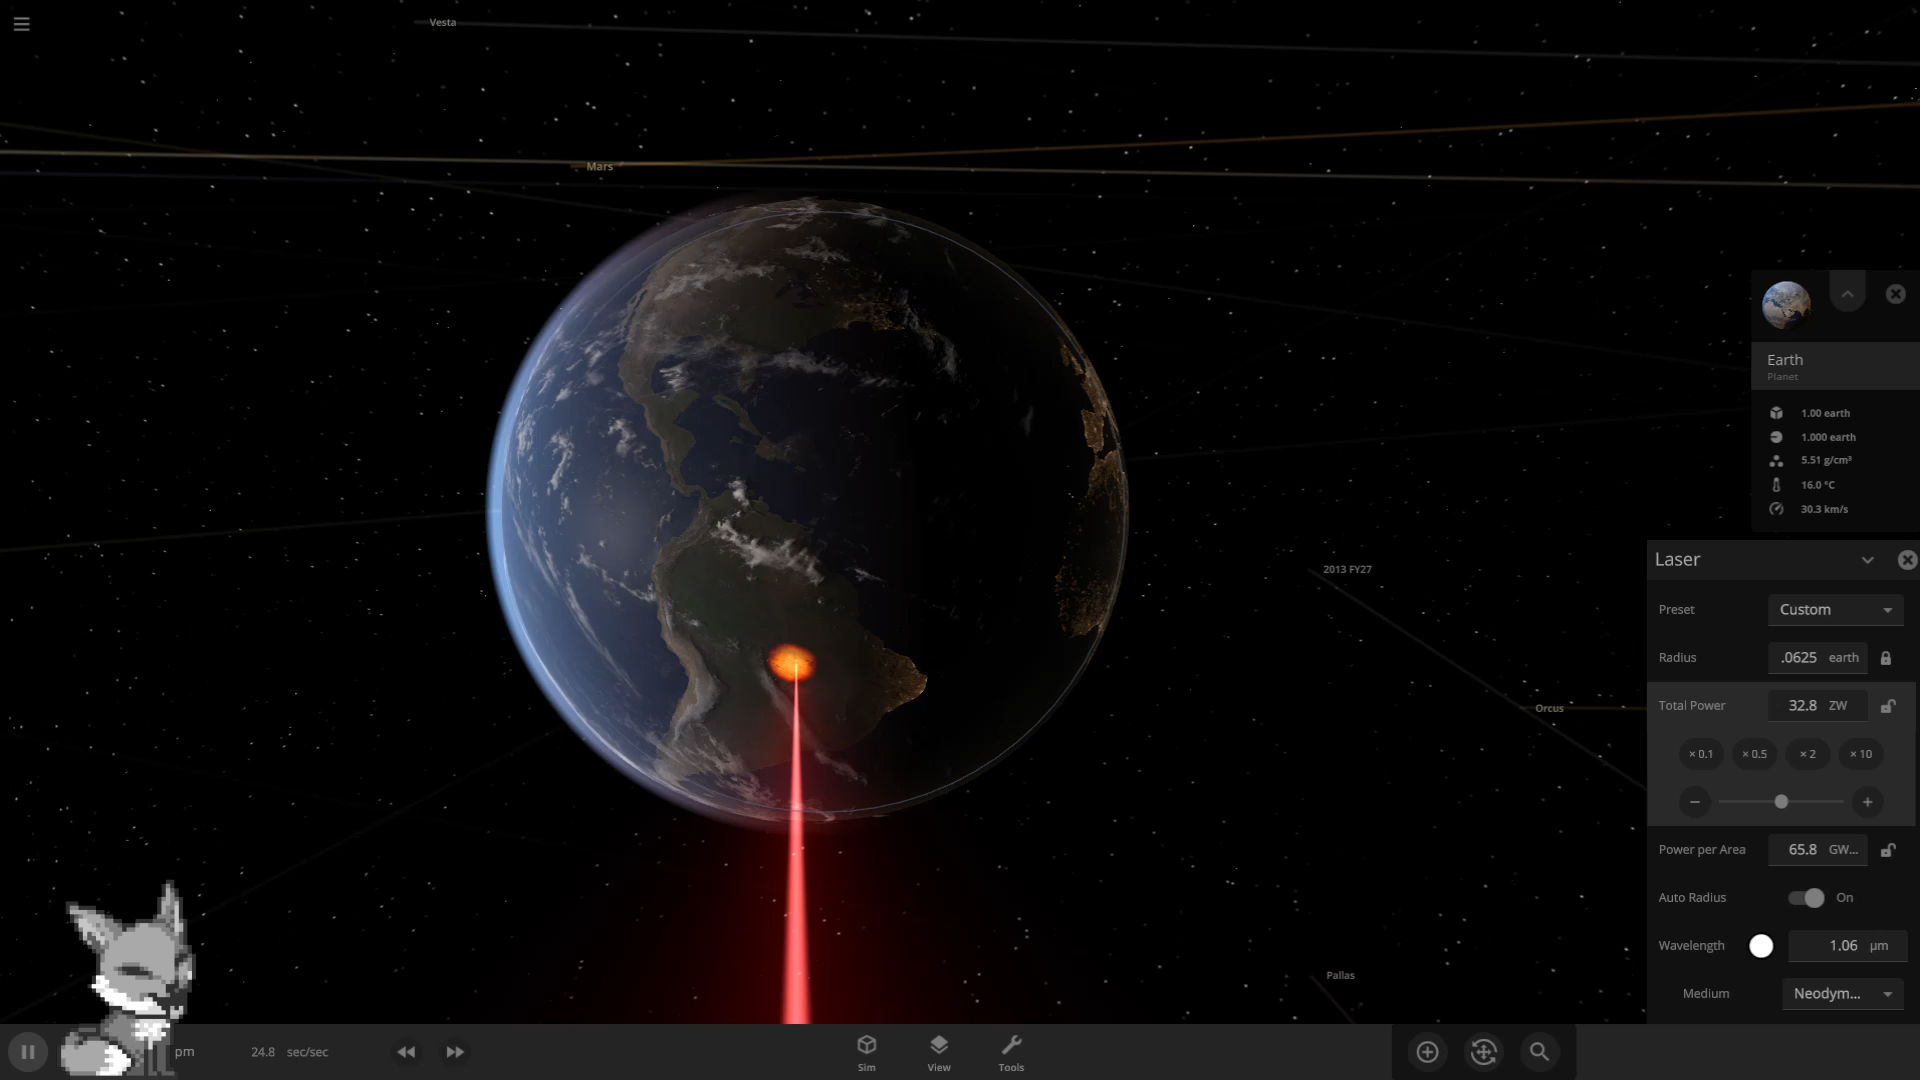 Vesta
Mars
Earth
Planet
1.00 earth
1.000 earth
5.51 g/cm³
16.0 °C
30.3 km/s
2013 FY27
Orcus
Pallas
Laser
Preset Custom
Radius .0625 earth
Total Power 32.8 ZW
× 0.1 × 0.5 × 2 × 10
Power per Area 65.8 GW...
Auto Radius On
Wavelength 1.06 µm
Medium Neodym...
pm 24.8 sec/sec
Sim View Tools